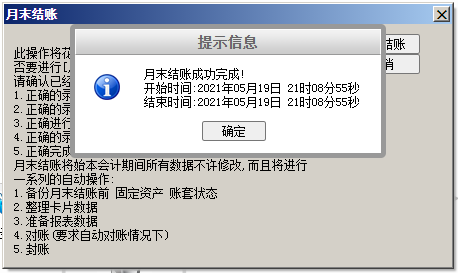 月末结账
提示信息
月末结账成功完成!
开始时间:2021年05月19日 21时08分55秒
结束时间:2021年05月19日 21时08分55秒
确定
结账
消
此操作将花
否要进行[
请确认已经
1.正确的
2.正确的
3.正确进行
4.正确的
5.正确完成
月末结账将始本会计期间所有数据不许修改,而且将进行
一系列的自动操作:
1.备份月末结账前 固定资产 账套状态
2.整理卡片数据
3.准备报表数据
4.对账(要求自动对账情况下)
5.封账